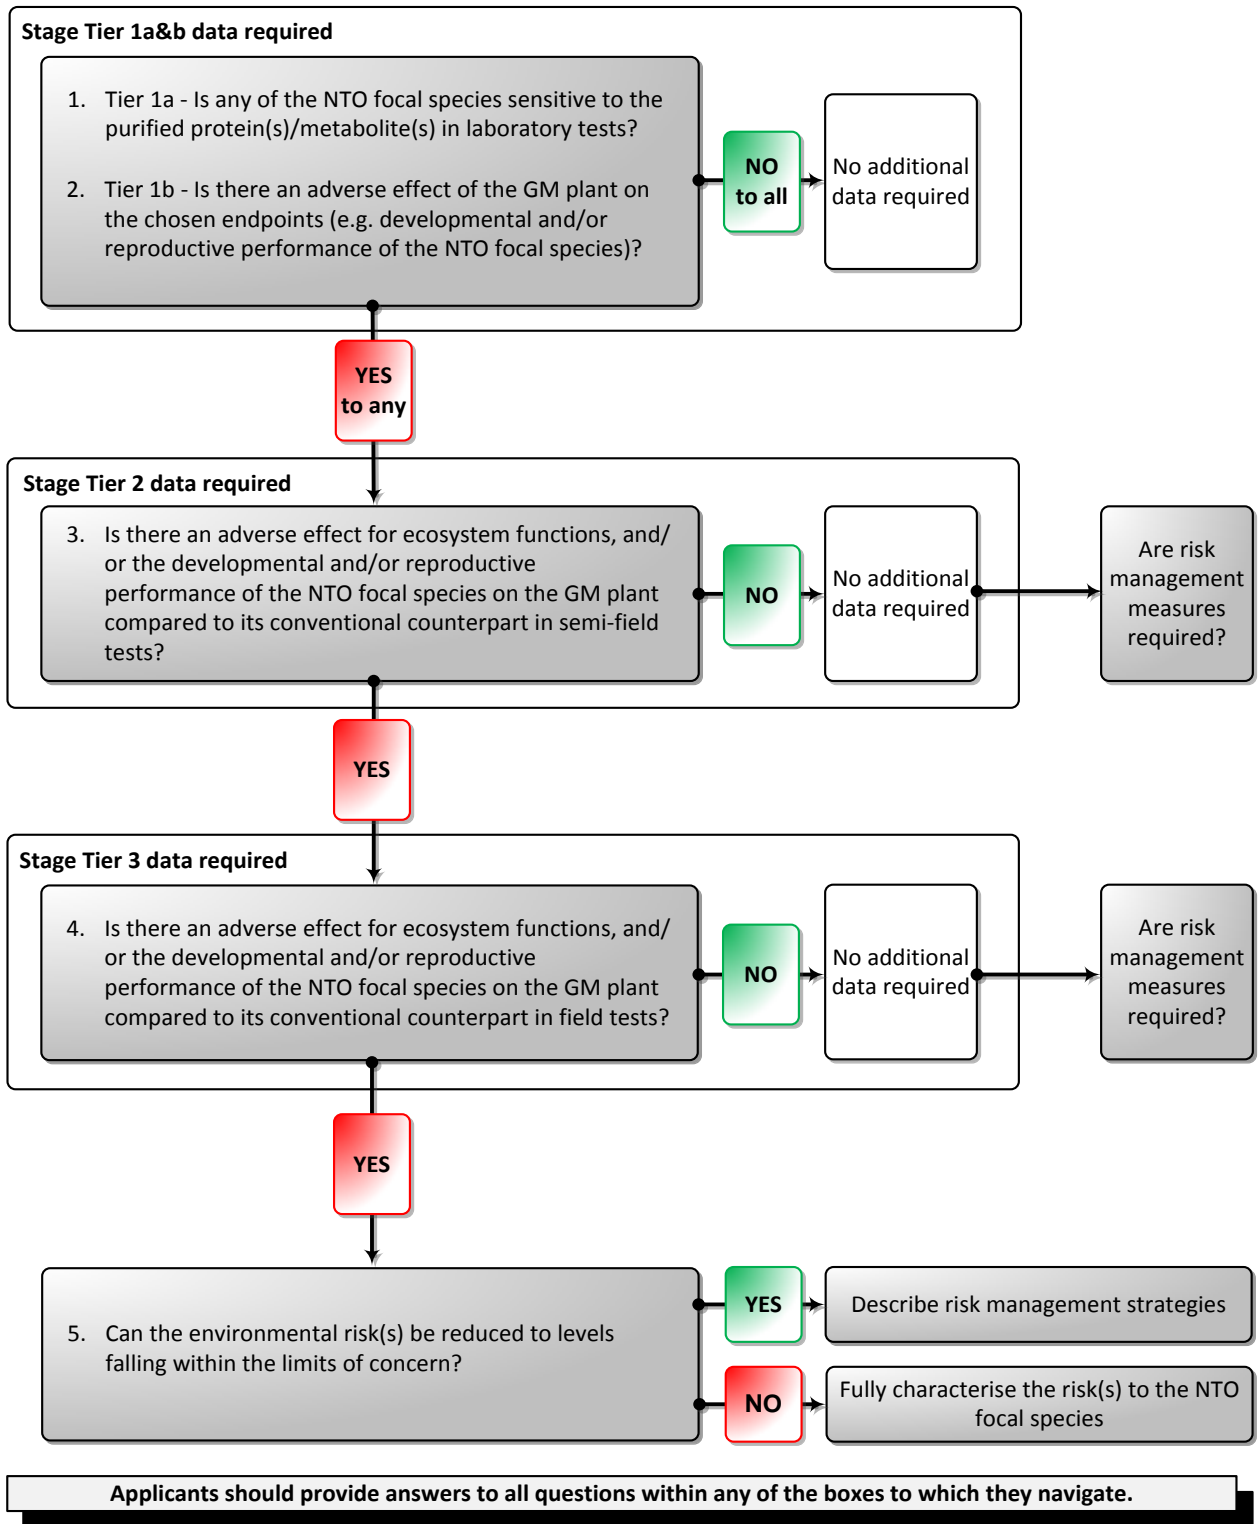 Stage Tier 1a&b data required
1. Tier 1a - Is any of the NTO focal species sensitive to the
purified protein(s)/metabolite(s) in laboratory tests?
2. Tier 1b - Is there an adverse effect of the GM plant on
the chosen endpoints (e.g. developmental and/or
reproductive performance of the NTO focal species)?
NO
to all
No additional
data required
YES
to any
Stage Tier 2 data required
3. Is there an adverse effect for ecosystem functions, and/
or the developmental and/or reproductive
performance of the NTO focal species on the GM plant
compared to its conventional counterpart in semi-field
tests?
NO
No additional
data required
Are risk
management
measures
required?
YES
Stage Tier 3 data required
4. Is there an adverse effect for ecosystem functions, and/
or the developmental and/or reproductive
performance of the NTO focal species on the GM plant
compared to its conventional counterpart in field tests?
NO
No additional
data required
Are risk
management
measures
required?
YES
5. Can the environmental risk(s) be reduced to levels
falling within the limits of concern?
YES
Describe risk management strategies
NO
Fully characterise the risk(s) to the NTO
focal species
Applicants should provide answers to all questions within any of the boxes to which they navigate.